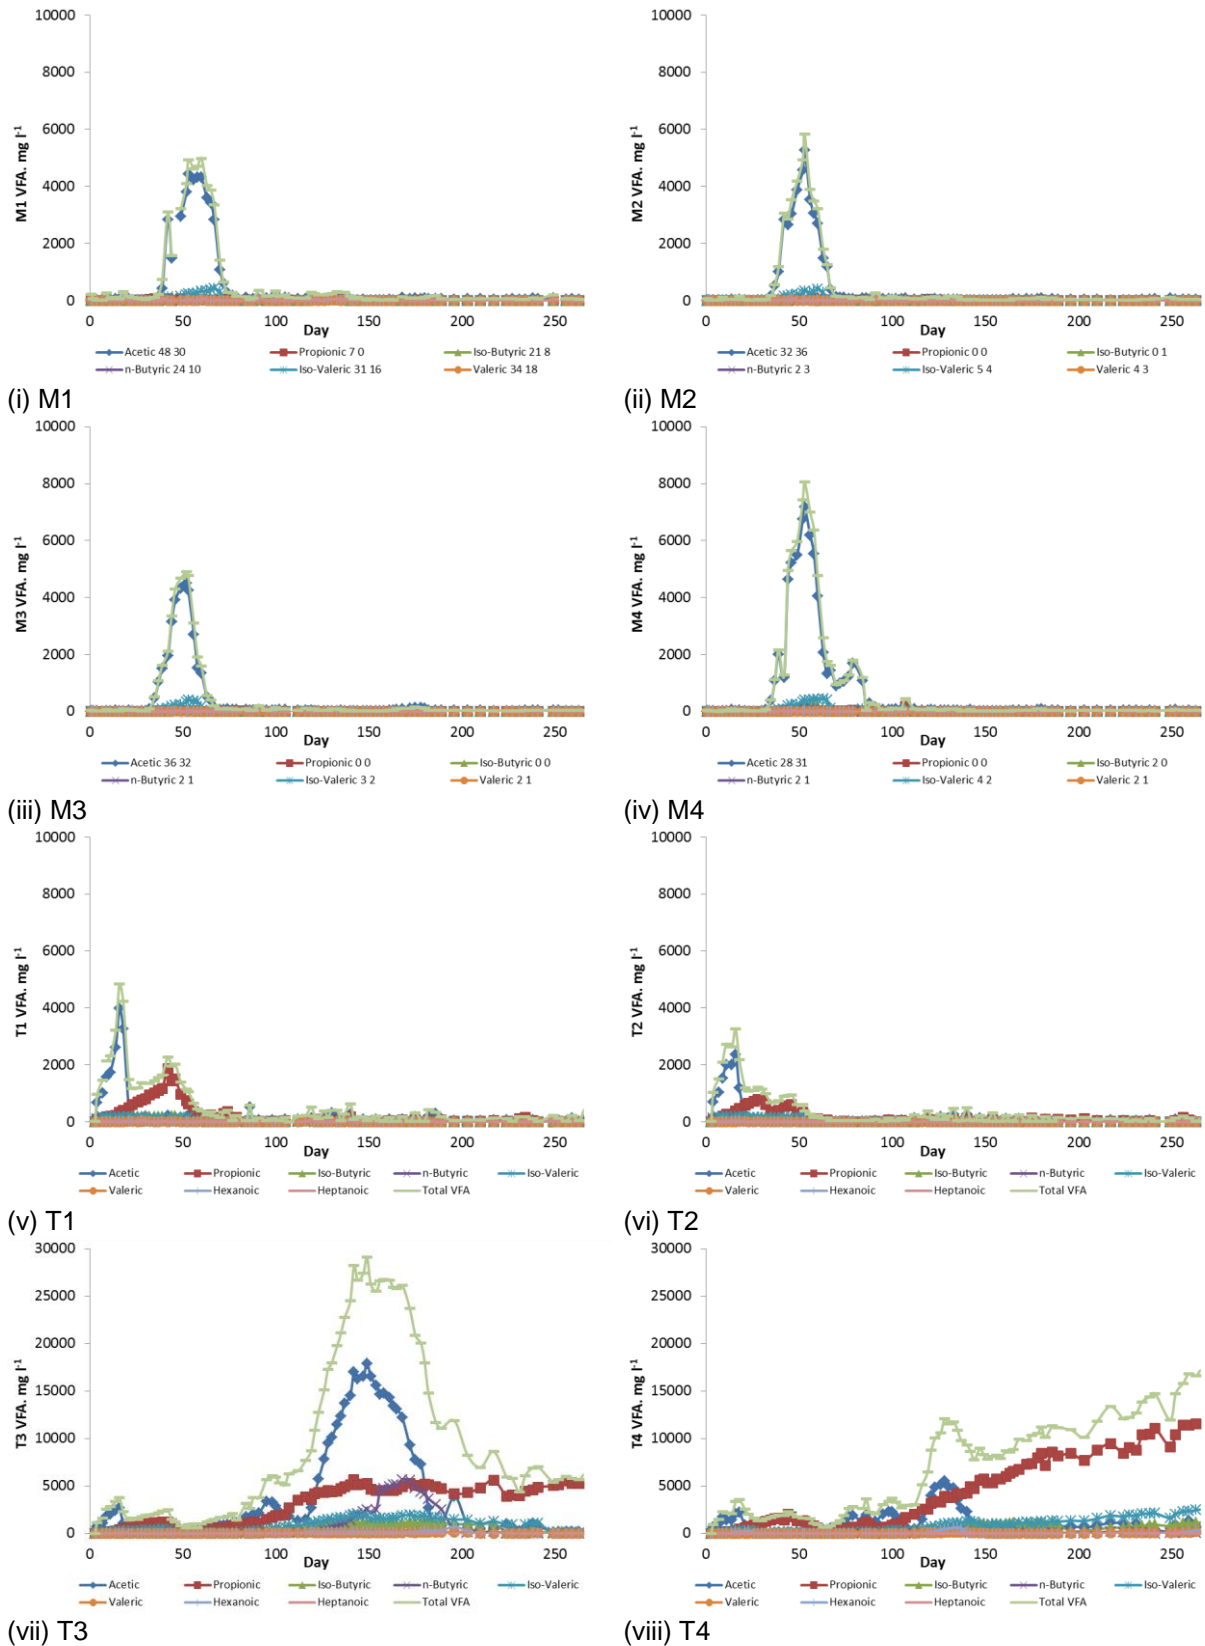 10000
8000
6000
4000
2000
0
M1 VFA. mg l-1
0 50 100 150 200 250
Day
Acetic 48 30 Propionic 7 0 Iso-Butyric 21 8
n-Butyric 24 10 Iso-Valeric 31 16 Valeric 34 18
(i) M1
10000
8000
6000
4000
2000
0
M2 VFA. mg l-1
0 50 100 150 200 250
Day
Acetic 32 36 Propionic 0 0 Iso-Butyric 0 1
n-Butyric 2 3 Iso-Valeric 5 4 Valeric 4 3
(ii) M2
10000
8000
6000
4000
2000
0
M3 VFA. mg l-1
0 50 100 150 200 250
Day
Acetic 36 32 Propionic 0 0 Iso-Butyric 0 0
n-Butyric 2 1 Iso-Valeric 3 2 Valeric 2 1
(iii) M3
10000
8000
6000
4000
2000
0
M4 VFA. mg l-1
0 50 100 150 200 250
Day
Acetic 28 31 Propionic 0 0 Iso-Butyric 2 0
n-Butyric 2 1 Iso-Valeric 4 2 Valeric 2 1
(iv) M4
10000
8000
6000
4000
2000
0
T1 VFA. mg l-1
0 50 100 150 200 250
Day
Acetic Propionic Iso-Butyric n-Butyric Iso-Valeric
Valeric Hexanoic Heptanoic Total VFA
(v) T1
10000
8000
6000
4000
2000
0
T2 VFA. mg l-1
0 50 100 150 200 250
Day
Acetic Propionic Iso-Butyric n-Butyric Iso-Valeric
Valeric Hexanoic Heptanoic Total VFA
(vi) T2
30000
25000
20000
15000
10000
5000
0
T3 VFA. mg l-1
0 50 100 150 200 250
Day
Acetic Propionic Iso-Butyric n-Butyric Iso-Valeric
Valeric Hexanoic Heptanoic Total VFA
(vii) T3
30000
25000
20000
15000
10000
5000
0
T4 VFA. mg l-1
0 50 100 150 200 250
Day
Acetic Propionic Iso-Butyric n-Butyric Iso-Valeric
Valeric Hexanoic Heptanoic Total VFA
(viii) T4